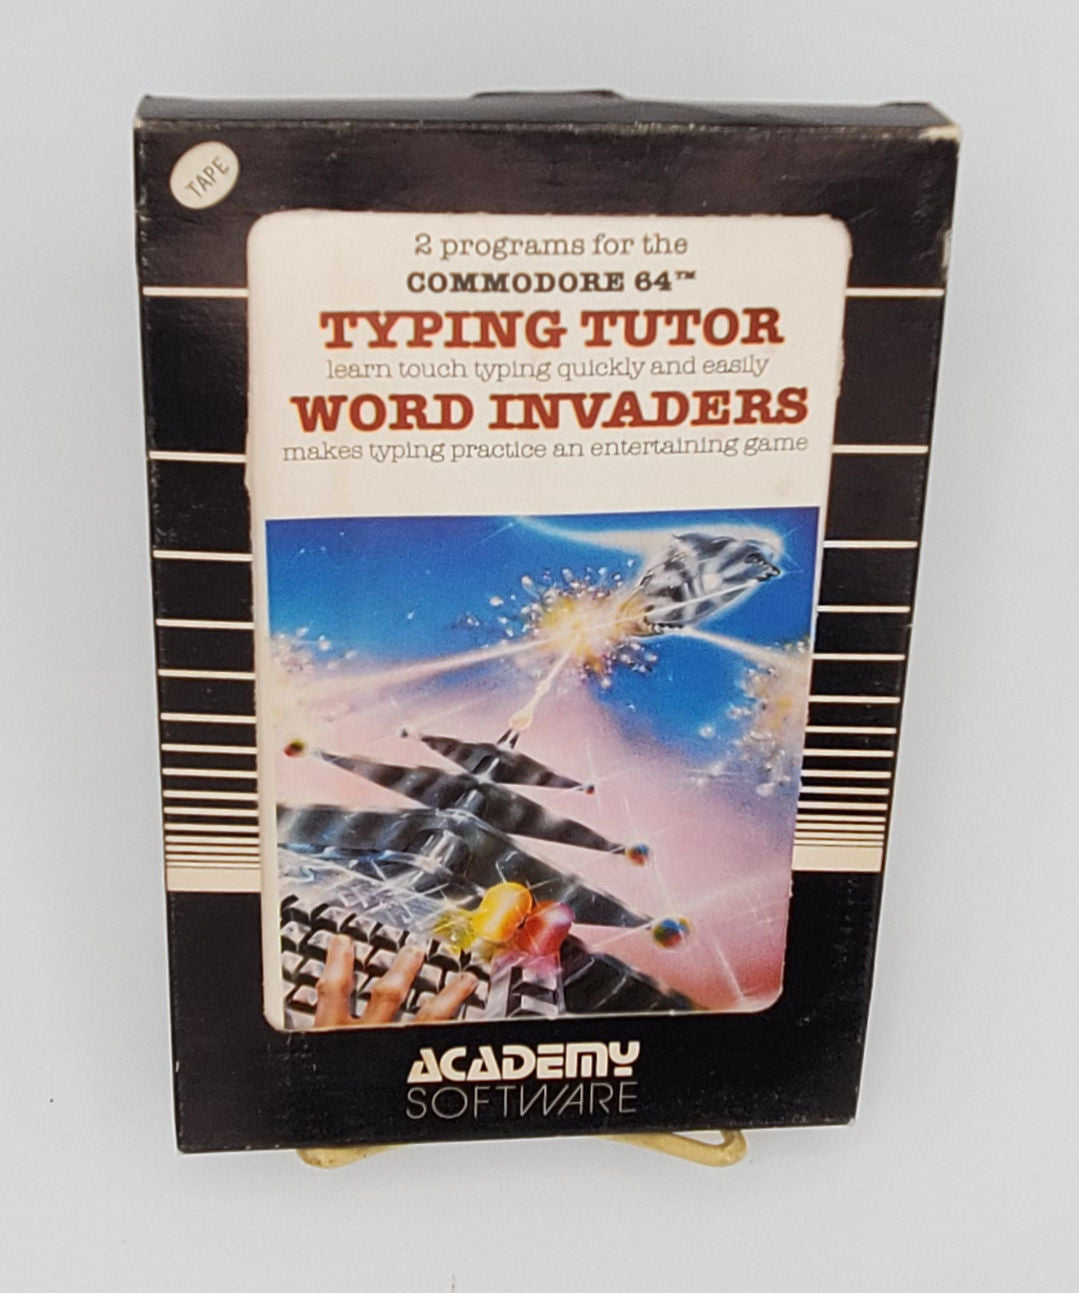 TAPE
2 programs for the
COMMODORE 64™
TYPING TUTOR
learn touch typing quickly and easily
WORD INVADERS
makes typing practice an entertaining game
ACADEMY
SOFTWARE